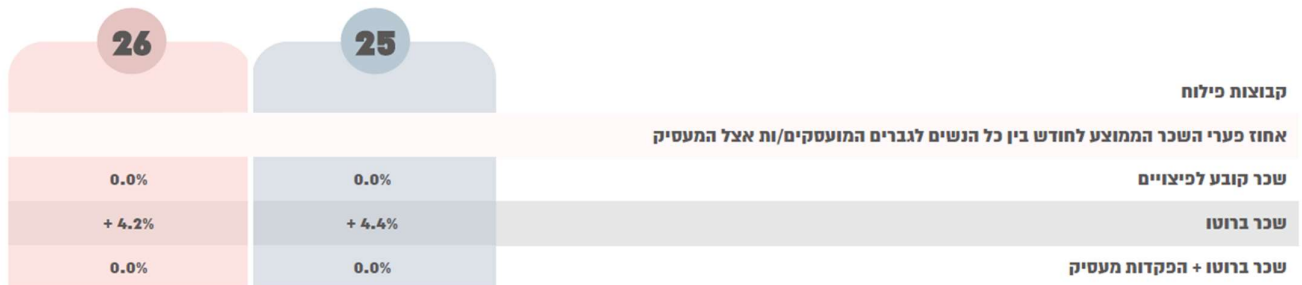 25 26
קבוצות פילוח
אחוז פערי השכר הממוצע לחודש בין כל הנשים לגברים המועסקים/ות אצל המעסיק
שכר קובע לפיצויים 0.0% 0.0%
שכר ברוטו + 4.4% + 4.2%
שכר ברוטו + הפקדות מעסיק 0.0% 0.0%